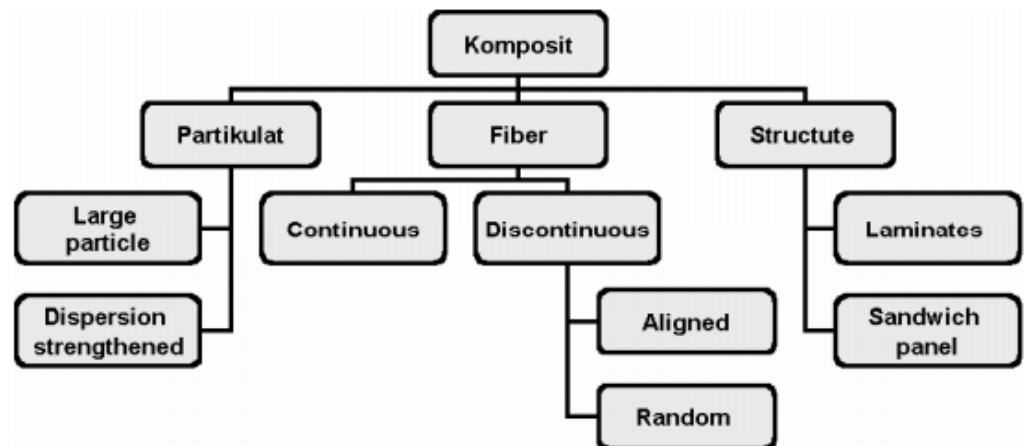 Komposit
Partikulat
Fiber
Structute
Large
particle
Continuous
Discontinuous
Laminates
Dispersion
strengthened
Aligned
Sandwich
panel
Random